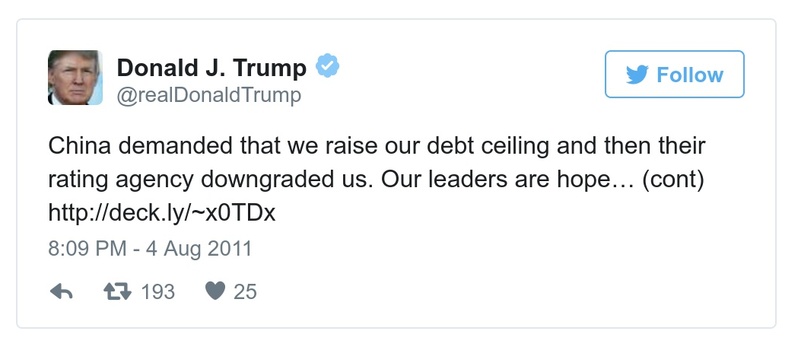 Donald J. Trump
@realDonaldTrump
Follow
China demanded that we raise our debt ceiling and then their
rating agency downgraded us. Our leaders are hope… (cont)
http://deck.ly/~x0TDx
8:09 PM - 4 Aug 2011
193 25